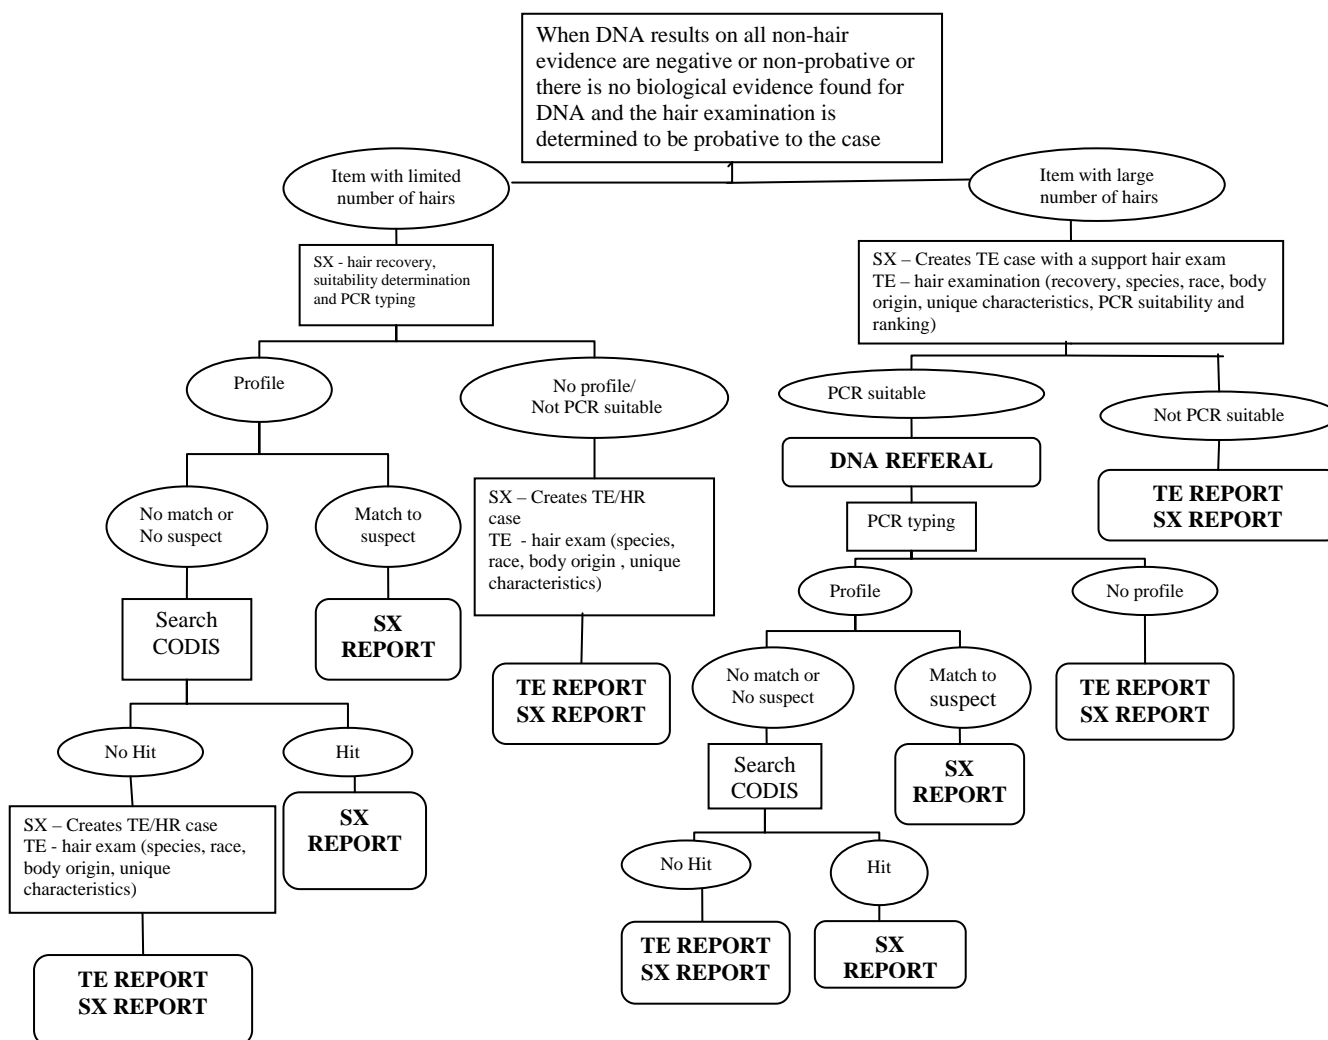 When DNA results on all non-hair
evidence are negative or non-probative or
there is no biological evidence found for
DNA and the hair examination is
determined to be probative to the case
Item with limited
number of hairs
Item with large
number of hairs
SX - hair recovery,
suitability determination
and PCR typing
SX – Creates TE case with a support hair exam
TE – hair examination (recovery, species, race, body
origin, unique characteristics, PCR suitability and
ranking)
Profile
No profile/
Not PCR suitable
PCR suitable
Not PCR suitable
DNA REFERAL
TE REPORT
SX REPORT
No match or
No suspect
Match to
suspect
SX – Creates TE/HR
case
TE  - hair exam (species,
race, body origin , unique
characteristics)
PCR typing
Profile
No profile
Search
CODIS
SX
REPORT
TE REPORT
SX REPORT
No match or
No suspect
Match to
suspect
TE REPORT
SX REPORT
No Hit
Hit
Search
CODIS
SX
REPORT
SX – Creates TE/HR case
TE - hair exam (species, race,
body origin, unique
characteristics)
SX
REPORT
No Hit
Hit
TE REPORT
SX REPORT
TE REPORT
SX REPORT
SX
REPORT